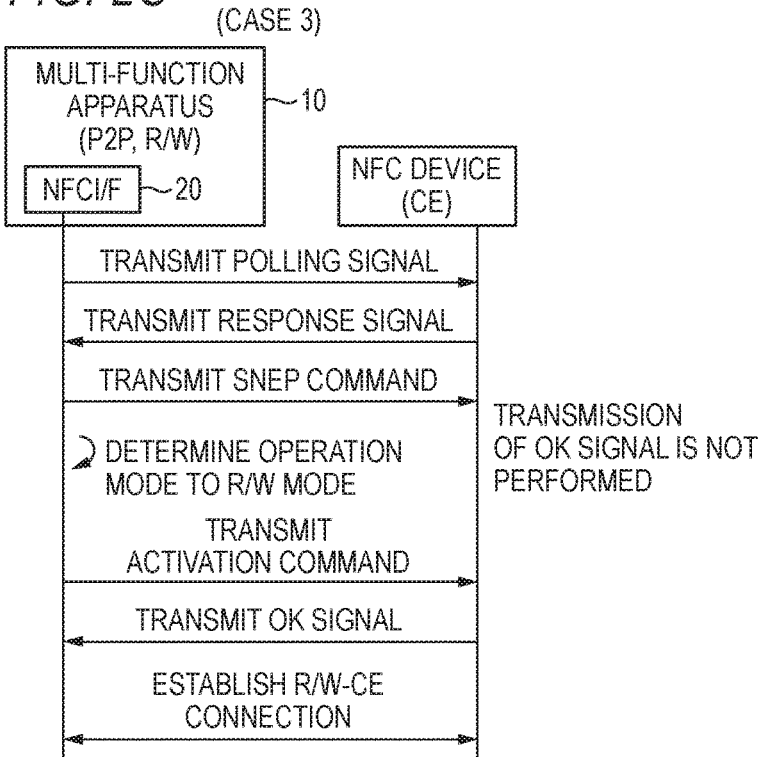 (CASE 3)
MULTI-FUNCTION
APPARATUS
(P2P, R/W)
10
NFCI/F
20
NFC DEVICE
(CE)
TRANSMIT POLLING SIGNAL
TRANSMIT RESPONSE SIGNAL
TRANSMIT SNEP COMMAND
TRANSMISSION
OF OK SIGNAL IS NOT
PERFORMED
DETERMINE OPERATION
MODE TO R/W MODE
TRANSMIT
ACTIVATION COMMAND
TRANSMIT OK SIGNAL
ESTABLISH R/W-CE
CONNECTION